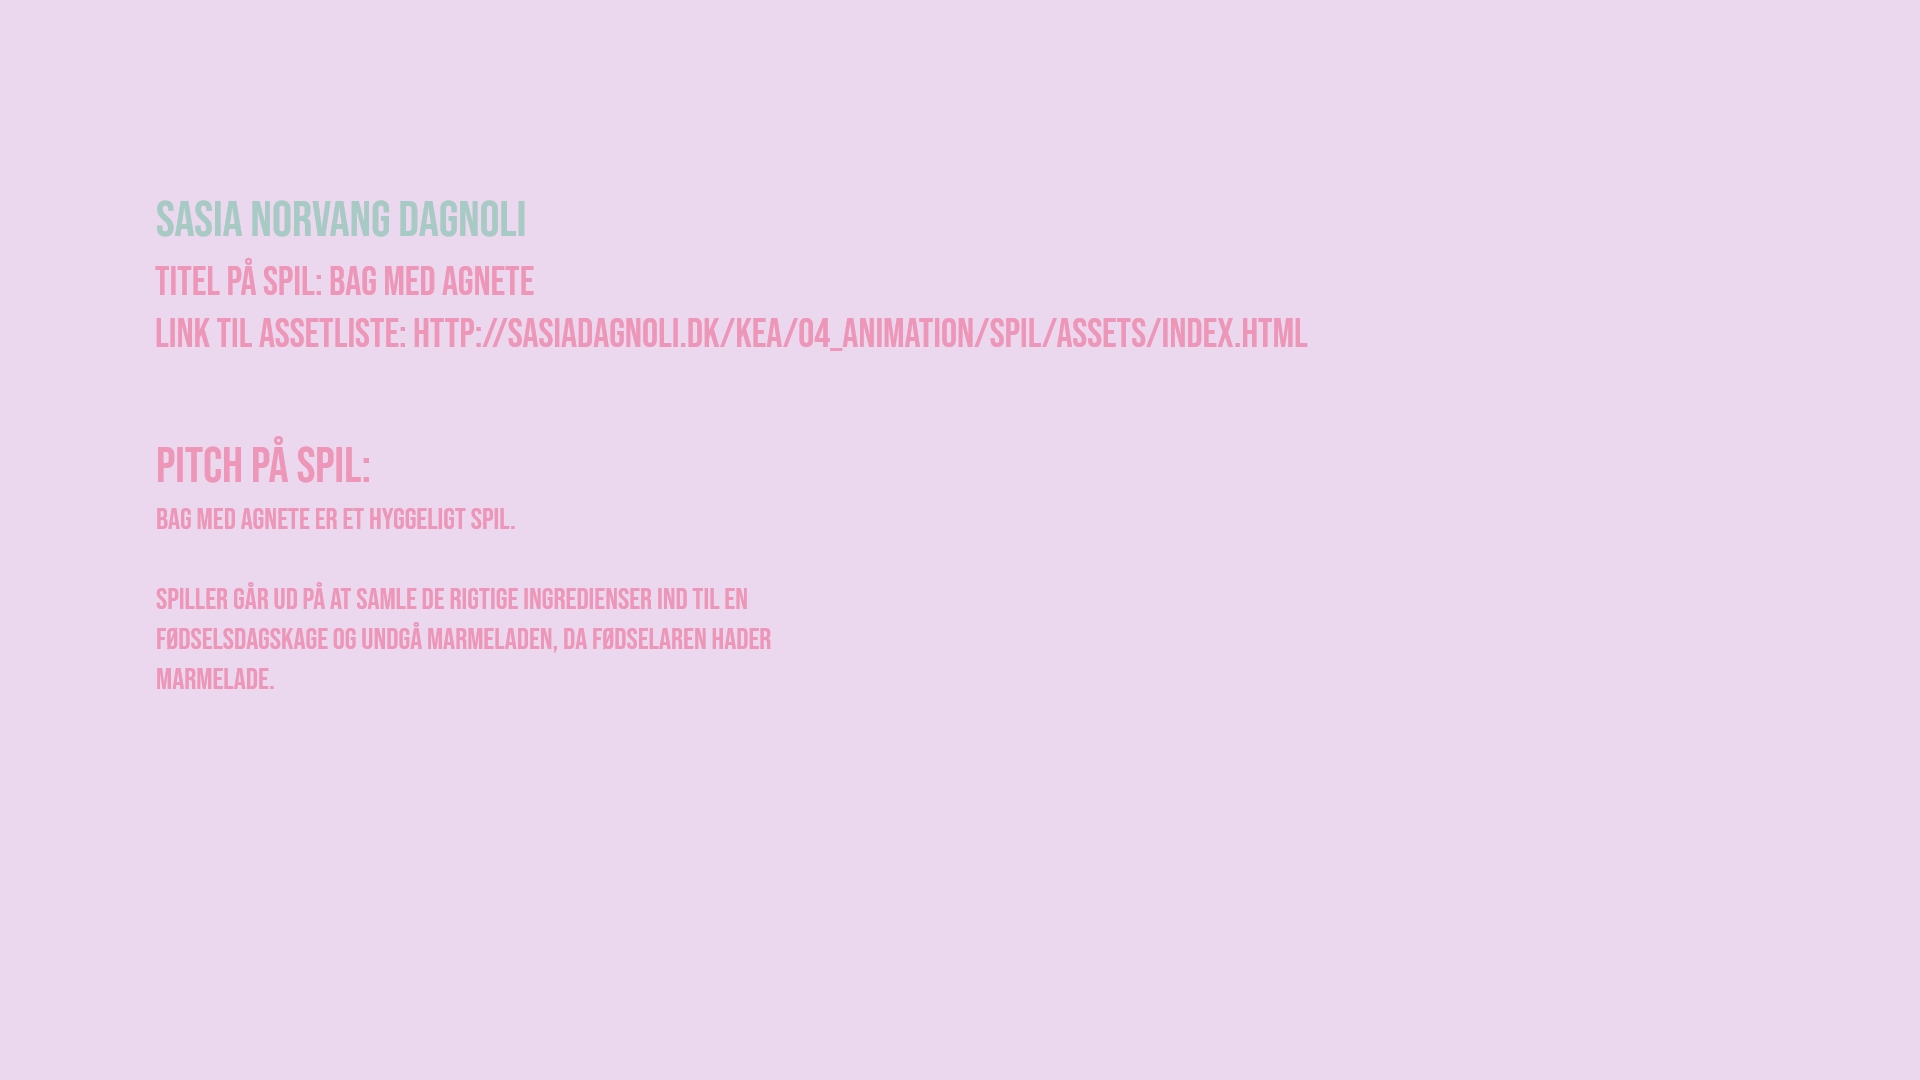 SASIA NORVANG DAGNOLI
TITEL PÅ SPIL: BAG MED AGNETE
LINK TIL ASSETLISTE: HTTP://SASIADAGNOLI.DK/KEA/04_ANIMATION/SPIL/ASSETS/INDEX.HTML
PITCH PÅ SPIL:
BAG MED AGNETE ER ET HYGGELIGT SPIL.
SPILLER GÅR UD PÅ AT SAMLE DE RIGTIGE INGREDIENSER IND TIL EN
FØDSELSDAGSKAGE OG UNDGÅ MARMELADEN, DA FØDSELAREN HADER
MARMELADE.